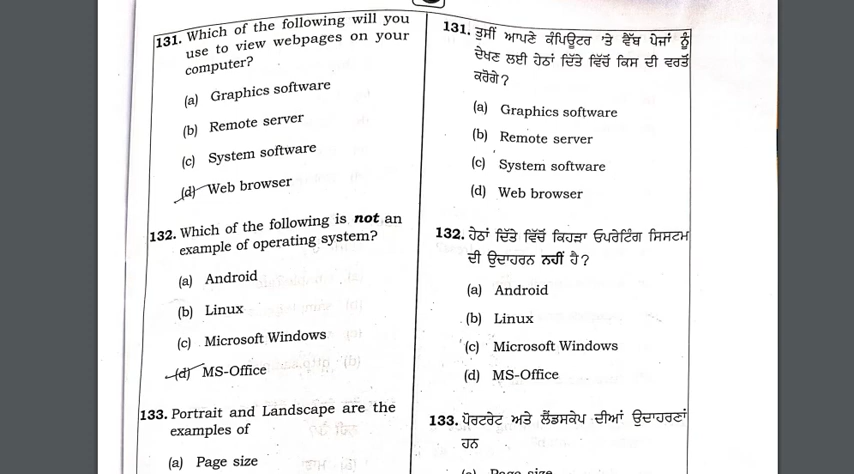 131. Which of the following will you
use to view webpages on your
computer?
(a) Graphics software
(b) Remote server
(c) System software
(d) Web browser
132. Which of the following is not an
example of operating system?
(a) Android
(b) Linux
(c) Microsoft Windows
(d) MS-Office
133. Portrait and Landscape are the
examples of
(a) Page size
131. ਤੁਸੀਂ ਆਪਣੇ ਕੰਪਿਊਟਰ 'ਤੇ ਵੈੱਬ ਪੇਜਾਂ ਨੂੰ
ਦੇਖਣ ਲਈ ਹੇਠਾਂ ਦਿੱਤੇ ਵਿੱਚੋਂ ਕਿਸ ਦੀ ਵਰਤੋਂ
ਕਰੋਗੇ?
(a) Graphics software
(b) Remote server
(c) System software
(d) Web browser
132. ਹੇਠਾਂ ਦਿੱਤੇ ਵਿੱਚੋਂ ਕਿਹੜਾ ਓਪਰੇਟਿੰਗ ਸਿਸਟਮ
ਦੀ ਉਦਾਹਰਨ ਨਹੀਂ ਹੈ?
(a) Android
(b) Linux
(c) Microsoft Windows
(d) MS-Office
133. ਪੋਰਟਰੇਟ ਅਤੇ ਲੈਂਡਸਕੇਪ ਦੀਆਂ ਉਦਾਹਰਣਾਂ
ਹਨ
(a) Page size